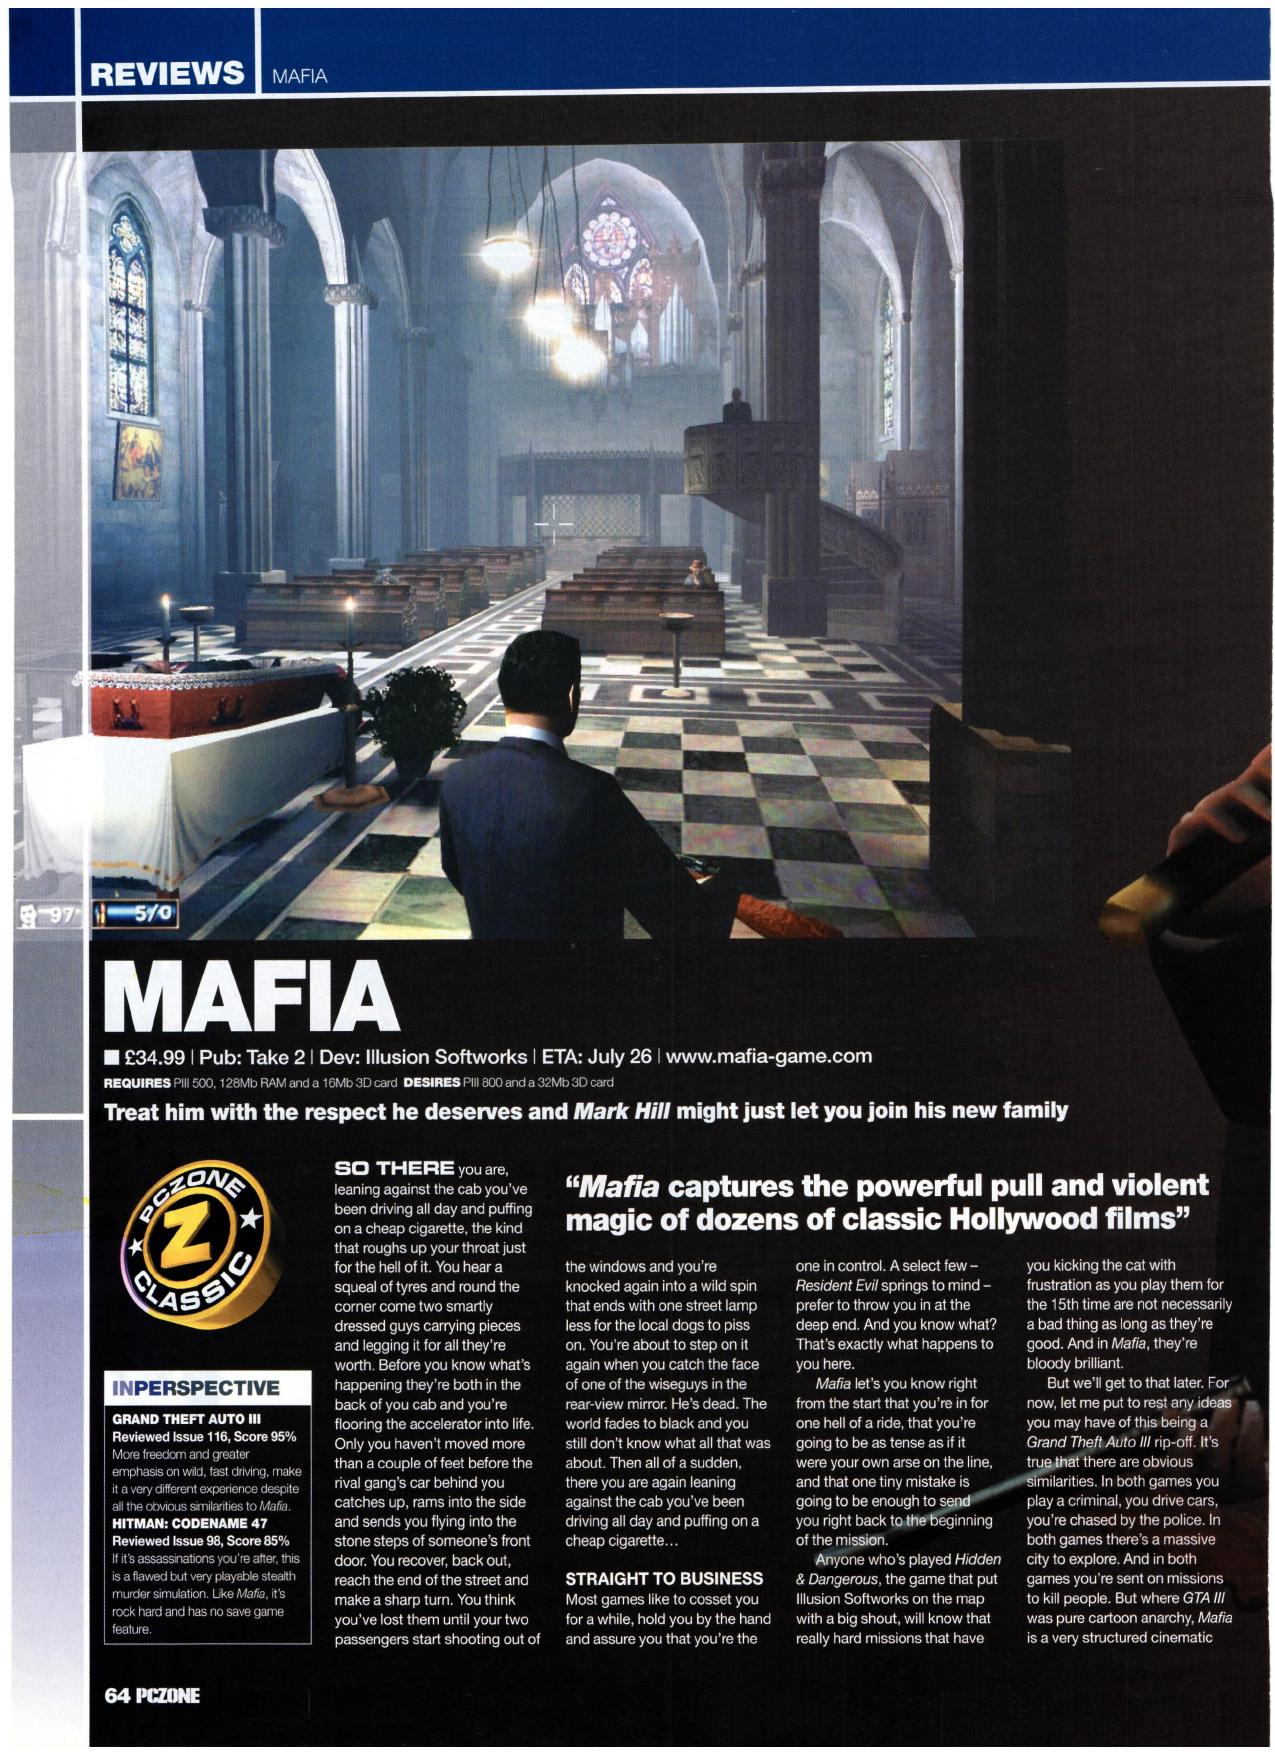 REVIEWS
MAFIA
97
5/0
MAFIA
£34.99 | Pub: Take 2 | Dev: Illusion Softworks | ETA: July 26 | www.mafia-game.com
REQUIRES PIII 500, 128Mb RAM and a 16Mb 3D card DESIRES PIII 800 and a 32Mb 3D card
Treat him with the respect he deserves and Mark Hill might just let you join his new family
PCZONE
Z
CLASSIC
INPERSPECTIVE
GRAND THEFT AUTO III
Reviewed Issue 116, Score 95%
More freedom and greater
emphasis on wild, fast driving, make
it a very different experience despite
all the obvious similarities to Mafia.
HITMAN: CODENAME 47
Reviewed Issue 98, Score 85%
If it's assassinations you're after, this
is a flawed but very playable stealth
murder simulation. Like Mafia, it's
rock hard and has no save game
feature.
SO THERE you are,
leaning against the cab you've
been driving all day and puffing
on a cheap cigarette, the kind
that roughs up your throat just
for the hell of it. You hear a
squeal of tyres and round the
corner come two smartly
dressed guys carrying pieces
and legging it for all they're
worth. Before you know what's
happening they're both in the
back of you cab and you're
flooring the accelerator into life.
Only you haven't moved more
than a couple of feet before the
rival gang's car behind you
catches up, rams into the side
and sends you flying into the
stone steps of someone's front
door. You recover, back out,
reach the end of the street and
make a sharp turn. You think
you've lost them until your two
passengers start shooting out of
"Mafia captures the powerful pull and violent
magic of dozens of classic Hollywood films"
the windows and you're
knocked again into a wild spin
that ends with one street lamp
less for the local dogs to piss
on. You're about to step on it
again when you catch the face
of one of the wiseguys in the
rear-view mirror. He's dead. The
world fades to black and you
still don't know what all that was
about. Then all of a sudden,
there you are again leaning
against the cab you've been
driving all day and puffing on a
cheap cigarette...
STRAIGHT TO BUSINESS
Most games like to cosset you
for a while, hold you by the hand
and assure you that you're the
one in control. A select few –
Resident Evil springs to mind –
prefer to throw you in at the
deep end. And you know what?
That's exactly what happens to
you here.
Mafia let's you know right
from the start that you're in for
one hell of a ride, that you're
going to be as tense as if it
were your own arse on the line,
and that one tiny mistake is
going to be enough to send
you right back to the beginning
of the mission.
Anyone who's played Hidden
& Dangerous, the game that put
Illusion Softworks on the map
with a big shout, will know that
really hard missions that have
you kicking the cat with
frustration as you play them for
the 15th time are not necessarily
a bad thing as long as they're
good. And in Mafia, they're
bloody brilliant.
But we'll get to that later. For
now, let me put to rest any ideas
you may have of this being a
Grand Theft Auto III rip-off. It's
true that there are obvious
similarities. In both games you
play a criminal, you drive cars,
you're chased by the police. In
both games there's a massive
city to explore. And in both
games you're sent on missions
to kill people. But where GTA III
was pure cartoon anarchy, Mafia
is a very structured cinematic
64 PCZONE